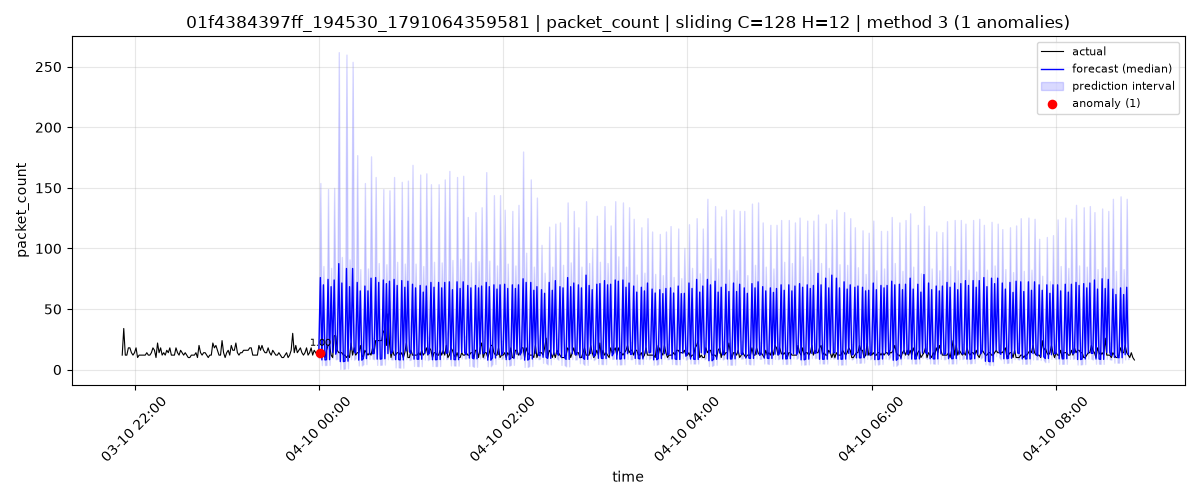 01f4384397ff_194530_1791064359581 | packet_count | sliding C=128 H=12 | method 3 (1 anomalies)
actual
forecast (median)
prediction interval
anomaly (1)
packet_count
250
200
150
100
50
0
03-10 22:00
04-10 00:00
04-10 02:00
04-10 04:00
04-10 06:00
04-10 08:00
time